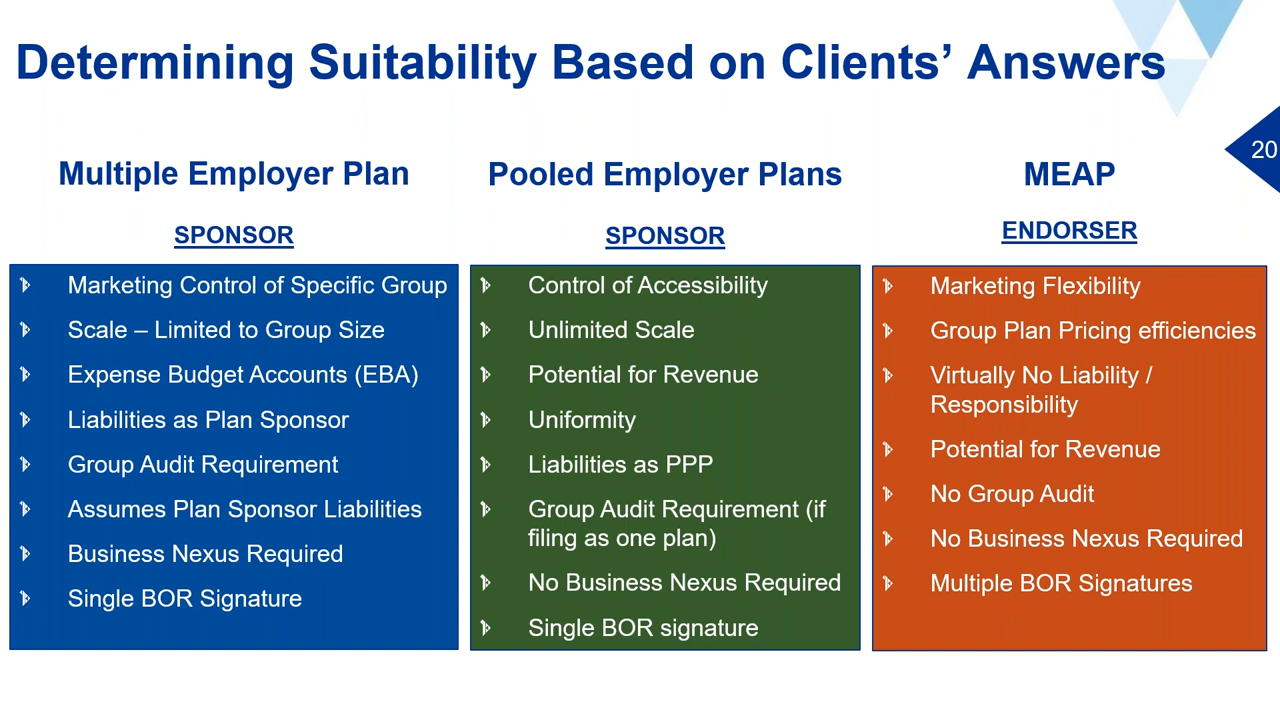 Determining Suitability Based on Clients’ Answers
20
Multiple Employer Plan
SPONSOR
Marketing Control of Specific Group
Scale – Limited to Group Size
Expense Budget Accounts (EBA)
Liabilities as Plan Sponsor
Group Audit Requirement
Assumes Plan Sponsor Liabilities
Business Nexus Required
Single BOR Signature
Pooled Employer Plans
SPONSOR
Control of Accessibility
Unlimited Scale
Potential for Revenue
Uniformity
Liabilities as PPP
Group Audit Requirement (if
filing as one plan)
No Business Nexus Required
Single BOR signature
MEAP
ENDORSER
Marketing Flexibility
Group Plan Pricing efficiencies
Virtually No Liability /
Responsibility
Potential for Revenue
No Group Audit
No Business Nexus Required
Multiple BOR Signatures